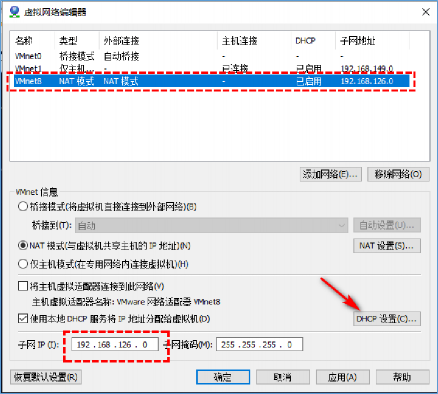 虚拟网络编辑器
名称 类型 外部连接 主机连接 DHCP 子网地址
VMnet0 桥接模式 自动桥接 - - -
VMnet1 仅主机... - 已连接 已启用 192.168.149.0
VMnet8 NAT 模式 NAT 模式 - 已启用 192.168.126.0
添加网络(E)... 移除网络(O)
VMnet 信息
桥接模式(将虚拟机直接连接到外部网络)(B)
桥接到(T): 自动 自动设置(U)...
NAT 模式(与虚拟机共享主机的 IP 地址)(N) NAT 设置(S)...
仅主机模式(在专用网络内连接虚拟机)(H)
将主机虚拟适配器连接到此网络(V)
主机虚拟适配器名称: VMware 网络适配器 VMnet8
使用本地 DHCP 服务将 IP 地址分配给虚拟机(D) DHCP 设置(C)...
子网 IP (I): 192 .168 .126 . 0 子网掩码(M): 255 .255 .255 . 0
恢复默认设置(R) 确定 取消 应用(A) 帮助